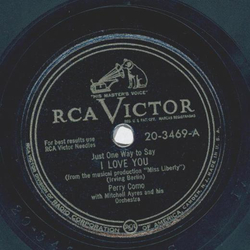 "HIS MASTER'S VOICE"
RCA VICTOR
For best results use
RCA Victor Needles
20-3469-A
Just One Way to Say
I LOVE YOU
(from the musical production "Miss Liberty")
(Irving Berlin)
Perry Como
with Mitchell Ayres and his
Orchestra
RCA